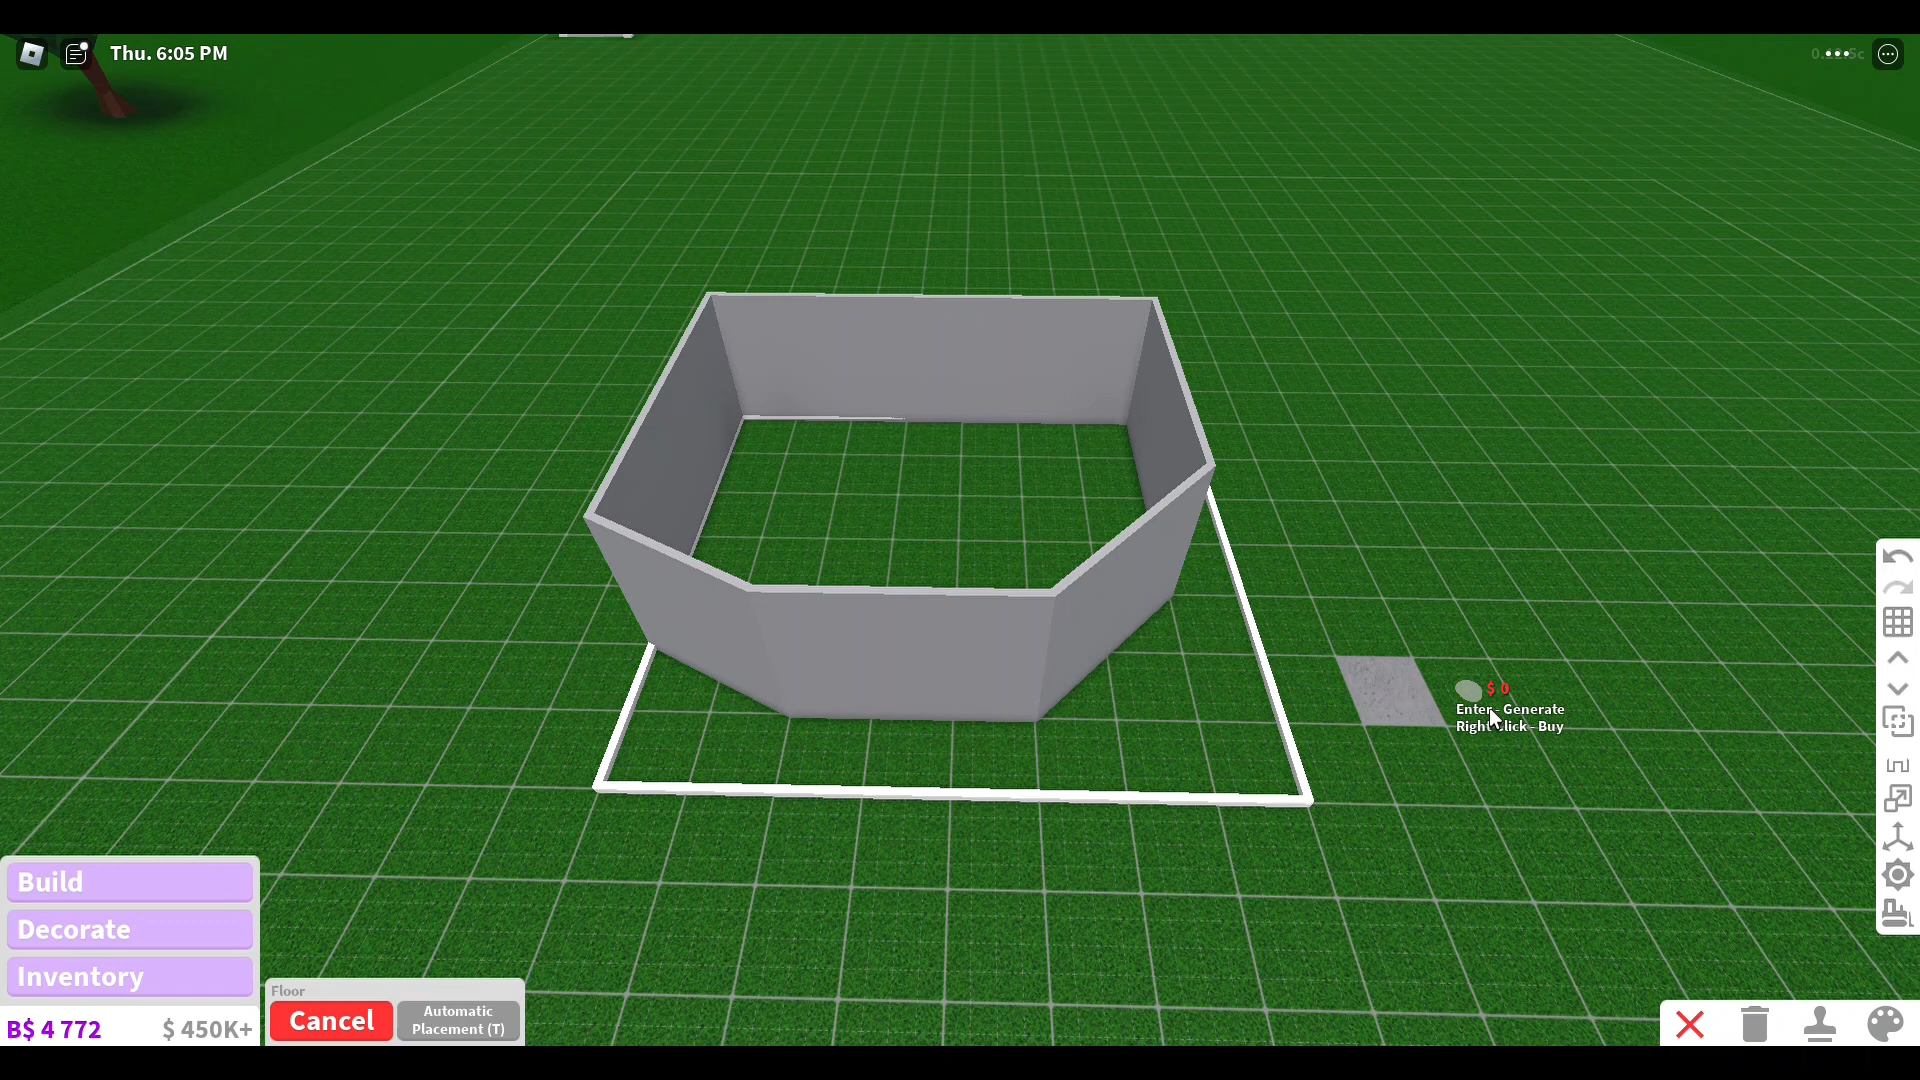 Thu. 6:05 PM
$ 0
Enter - Generate
Right Click - Buy
Build
Decorate
Inventory
B$ 4 772
$ 450K+
Floor
Cancel
Automatic
Placement (T)